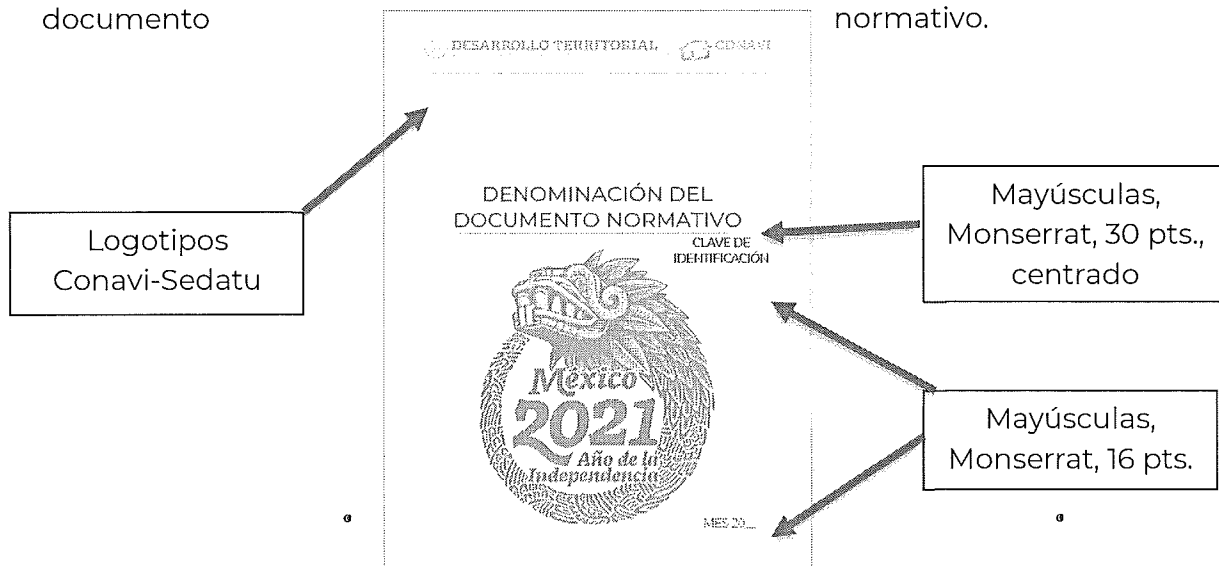 documento normativo.
DESARROLLO TERRITORIAL CONAVI
DENOMINACIÓN DEL
DOCUMENTO NORMATIVO
CLAVE DE
IDENTIFICACIÓN
Logotipos
Conavi-Sedatu
Mayúsculas,
Monserrat, 30 pts.,
centrado
México
2021
Año de la
Independencia
Mayúsculas,
Monserrat, 16 pts.
MES 20__